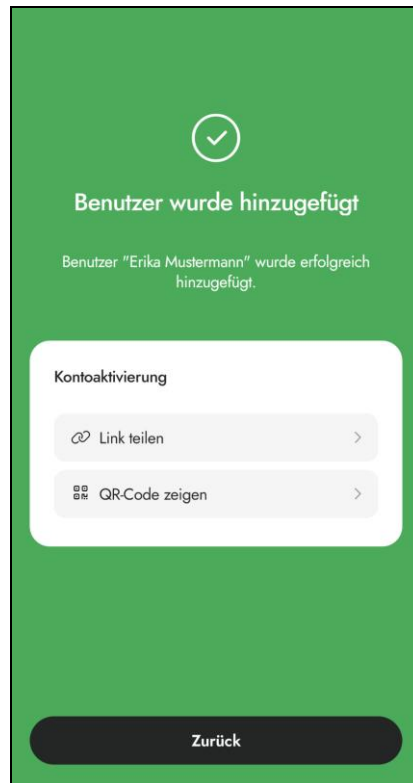 Benutzer wurde hinzugefügt
Benutzer "Erika Mustermann" wurde erfolgreich
hinzugefügt.
Kontoaktivierung
Link teilen
QR-Code zeigen
Zurück